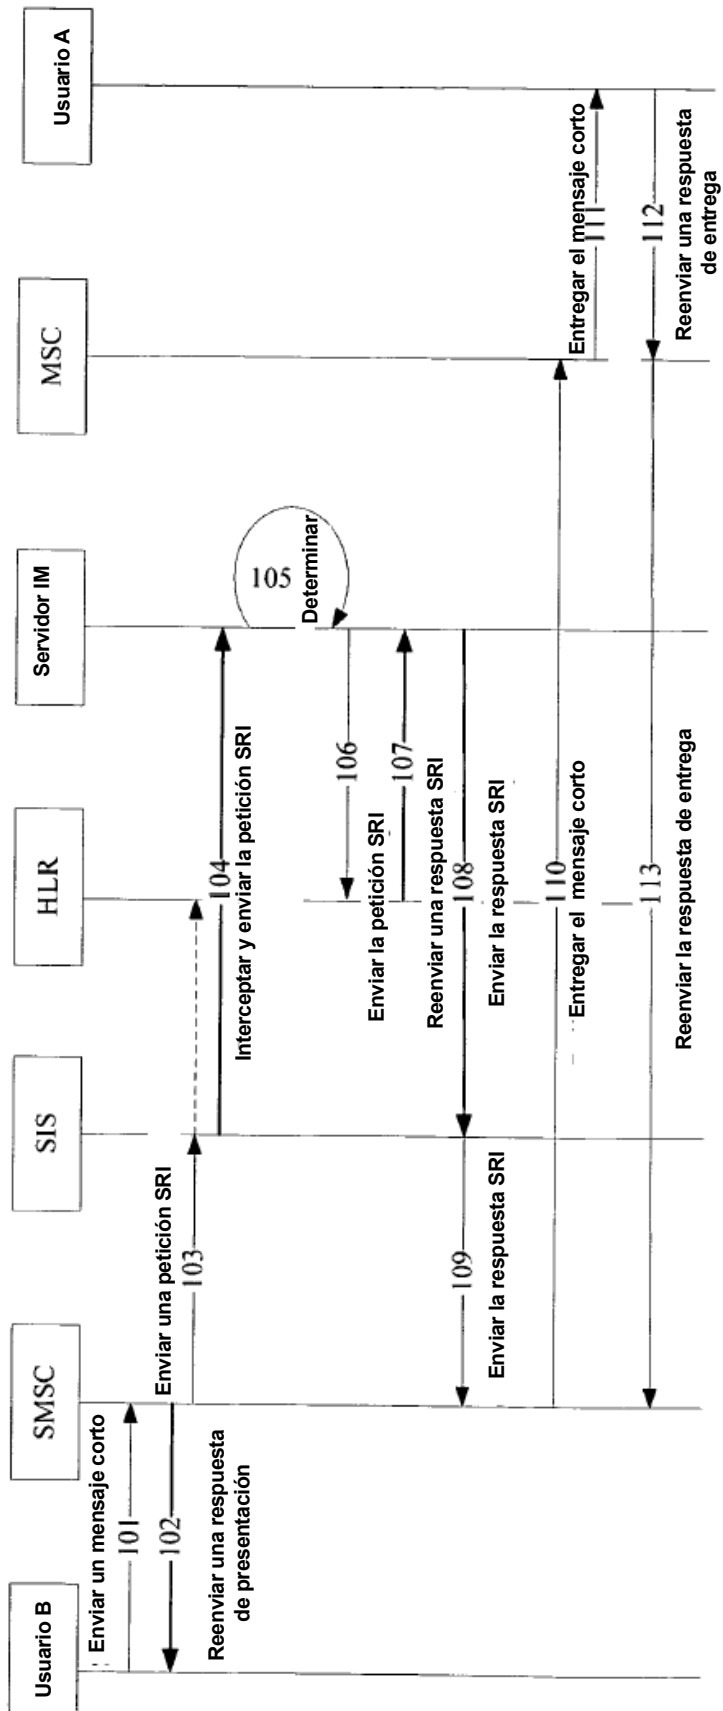 Usuario B
SMSC
SIS
HLR
Servidor IM
MSC
Usuario A
Enviar un mensaje corto
101
102
Reenviar una respuesta
de presentación
Enviar una petición SRI
103
104
Interceptar y enviar la petición SRI
105
Determinar
106
Enviar la petición SRI
107
Reenviar una respuesta SRI
108
Enviar la respuesta SRI
109
Enviar la respuesta SRI
110
Entregar el mensaje corto
Entregar el mensaje corto
111
112
Reenviar una respuesta
de entrega
113
Reenviar la respuesta de entrega